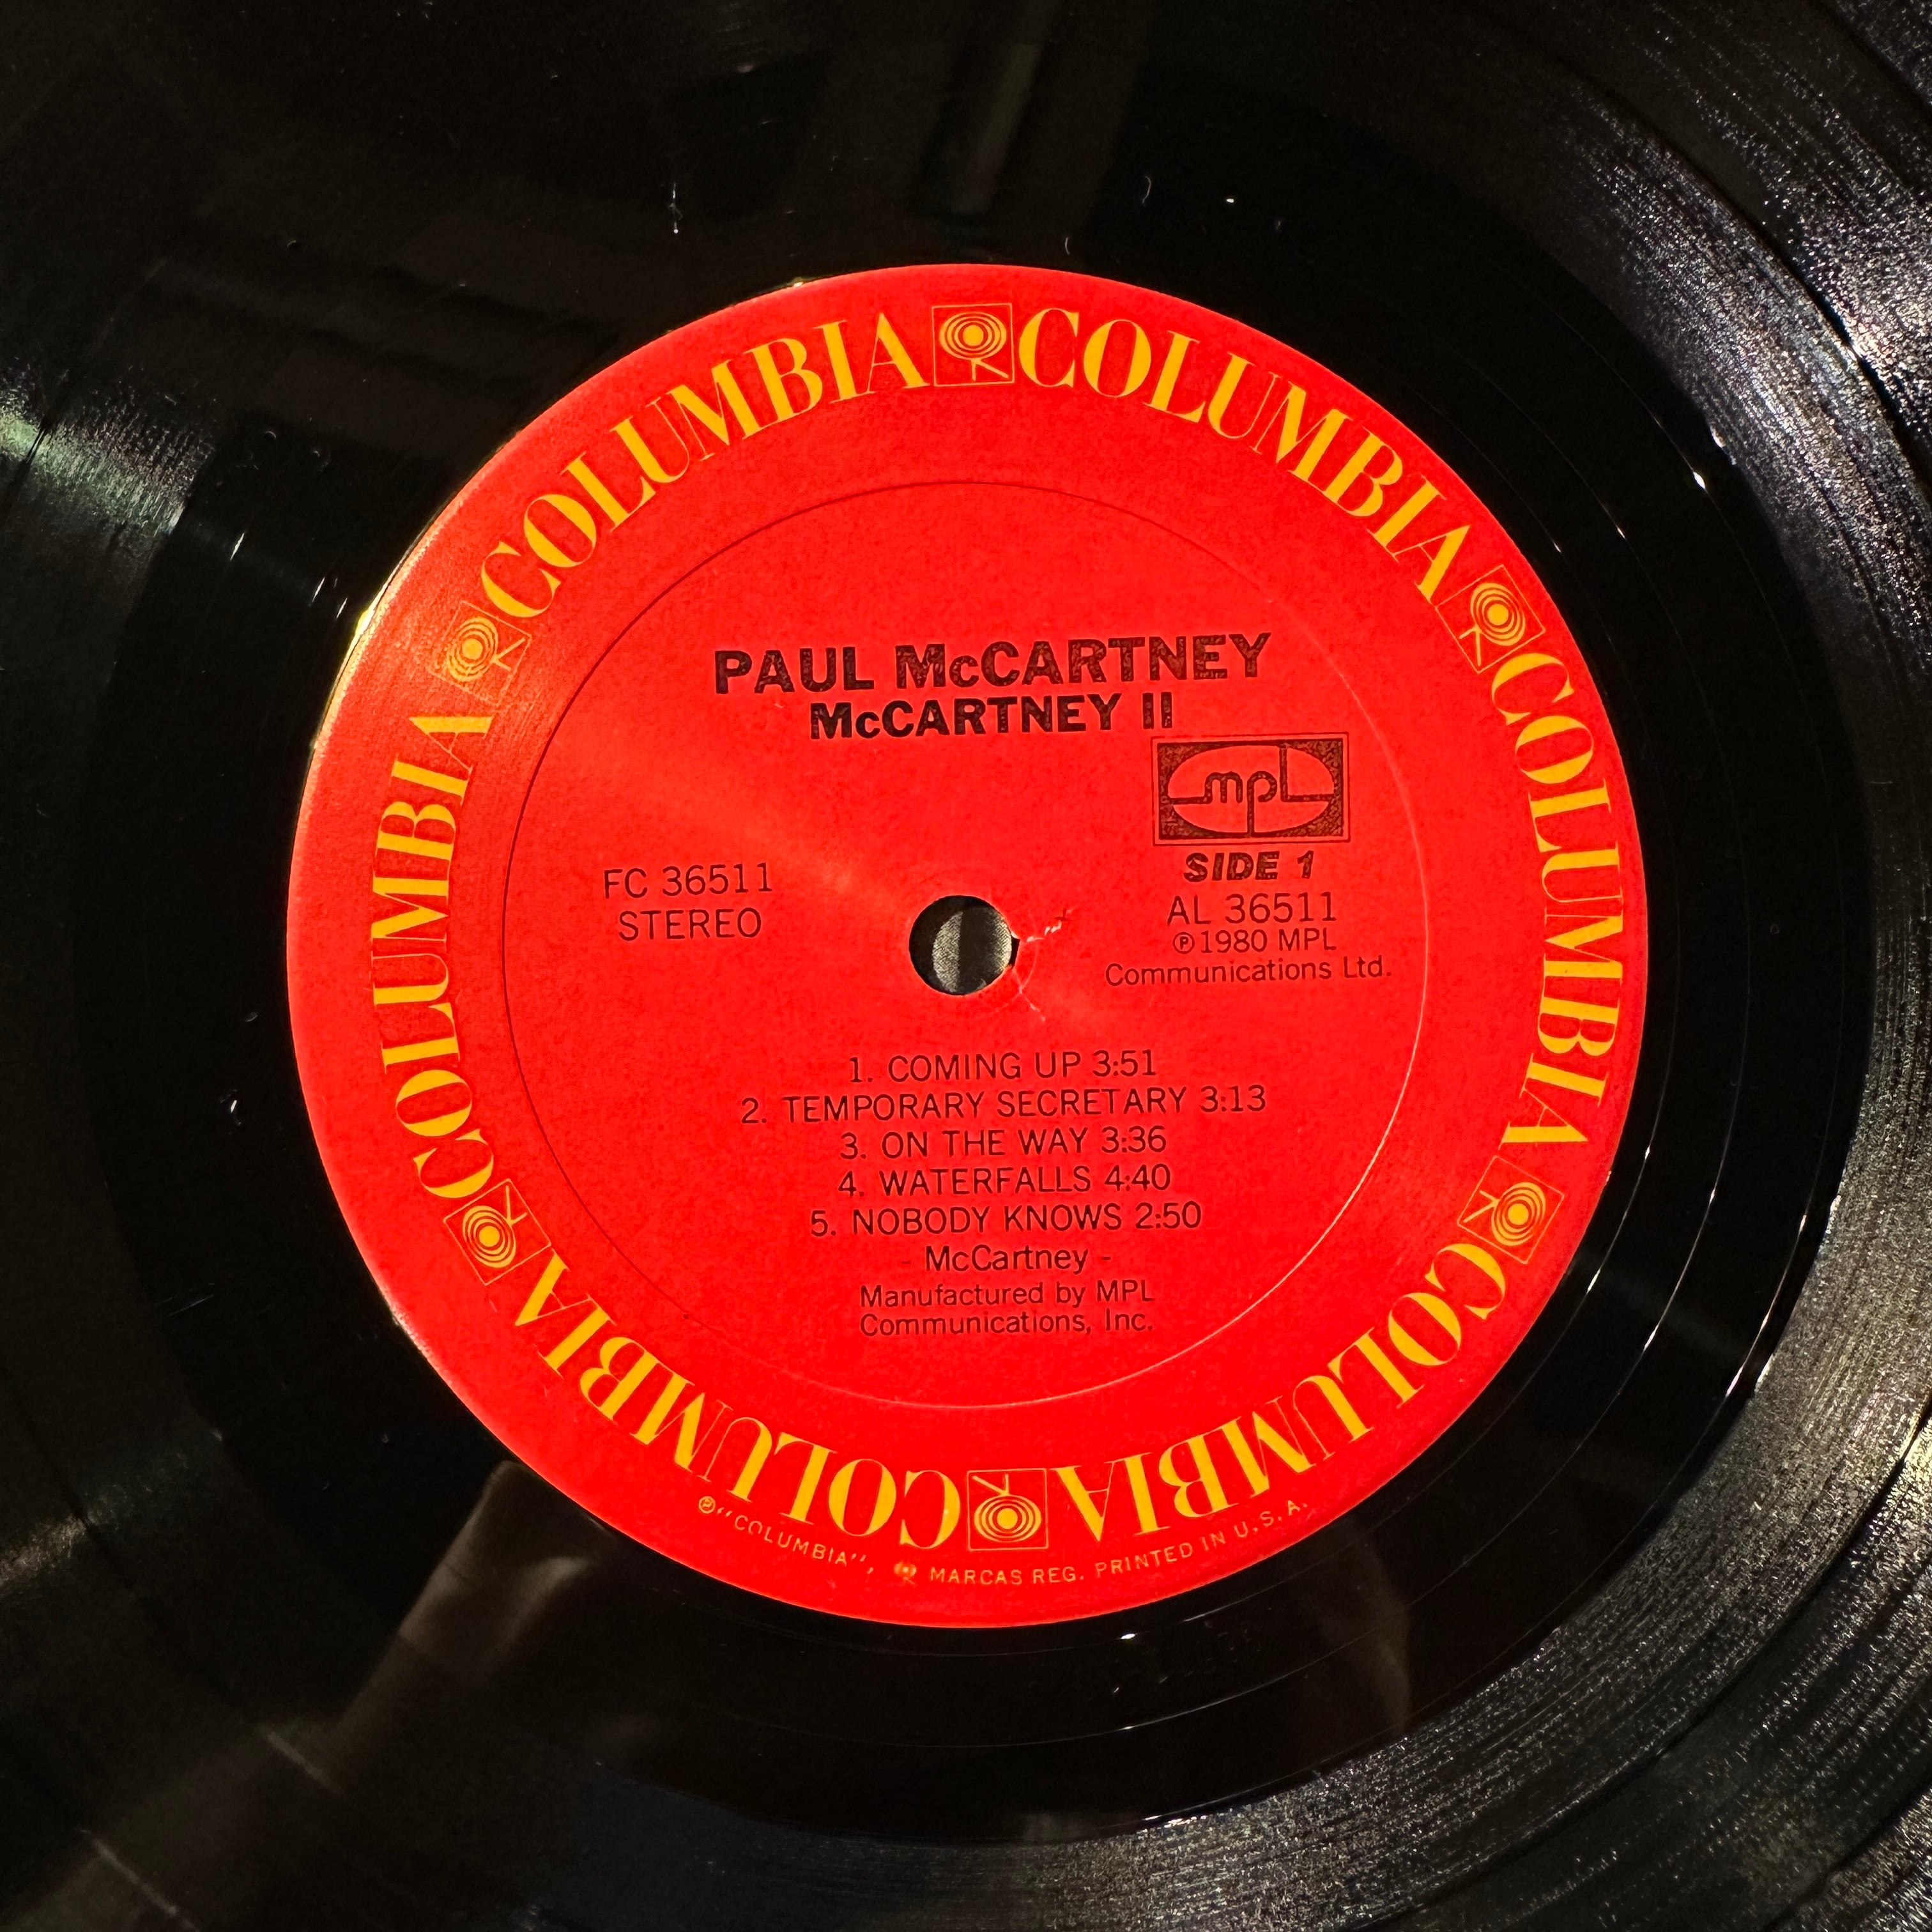 COLUMBIA COLUMBIA COLUMBIA COLUMBIA COLUMBIA COLUMBIA
PAUL McCARTNEY
McCARTNEY II
mpl
FC 36511
STEREO
SIDE 1
AL 36511
℗ 1980 MPL
Communications Ltd.
1. COMING UP 3:51
2. TEMPORARY SECRETARY 3:13
3. ON THE WAY 3:36
4. WATERFALLS 4:40
5. NOBODY KNOWS 2:50
- McCartney -
Manufactured by MPL
Communications, Inc.
℗ "COLUMBIA", MARCAS REG. PRINTED IN U.S.A.